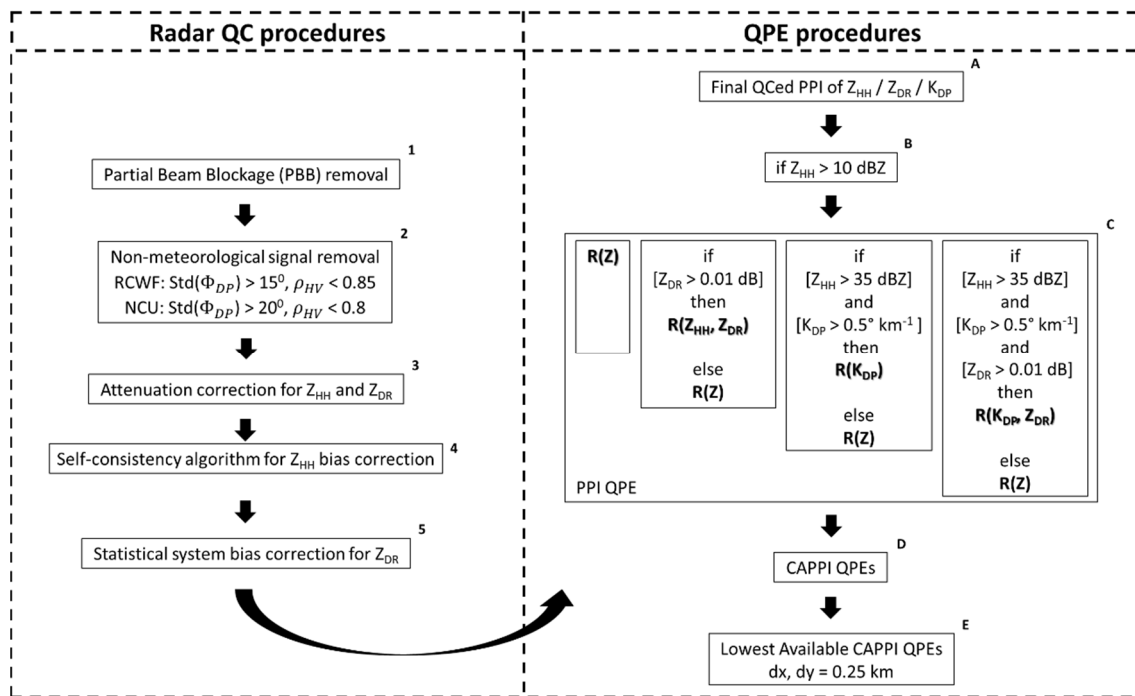 Radar QC procedures
1
Partial Beam Blockage (PBB) removal
2
Non-meteorological signal removal
RCWF: Std(Φ_DP) > 15⁰, ρ_HV < 0.85
NCU: Std(Φ_DP) > 20⁰, ρ_HV < 0.8
3
Attenuation correction for Z_HH and Z_DR
4
Self-consistency algorithm for Z_HH bias correction
5
Statistical system bias correction for Z_DR
QPE procedures
A
Final QCed PPI of Z_HH / Z_DR / K_DP
B
if Z_HH > 10 dBZ
C
R(Z)
if
[Z_DR > 0.01 dB]
then
R(Z_HH, Z_DR)
else
R(Z)
if
[Z_HH > 35 dBZ]
and
[K_DP > 0.5° km⁻¹ ]
then
R(K_DP)
else
R(Z)
if
[Z_HH > 35 dBZ]
and
[K_DP > 0.5° km⁻¹]
and
[Z_DR > 0.01 dB]
then
R(K_DP, Z_DR)
else
R(Z)
PPI QPE
D
CAPPI QPEs
E
Lowest Available CAPPI QPEs
dx, dy = 0.25 km